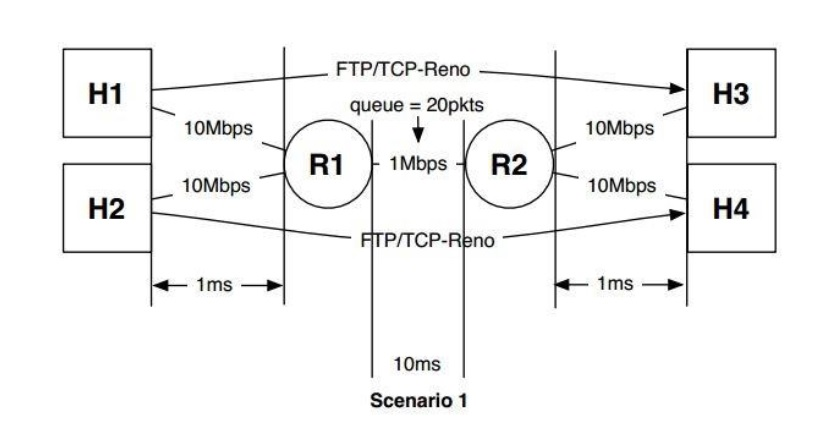 FTP/TCP-Reno
H1
H3
queue = 20pkts
10Mbps
10Mbps
R1
1Mbps
R2
10Mbps
10Mbps
H2
H4
FTP/TCP-Reno
1ms
1ms
10ms
Scenario 1